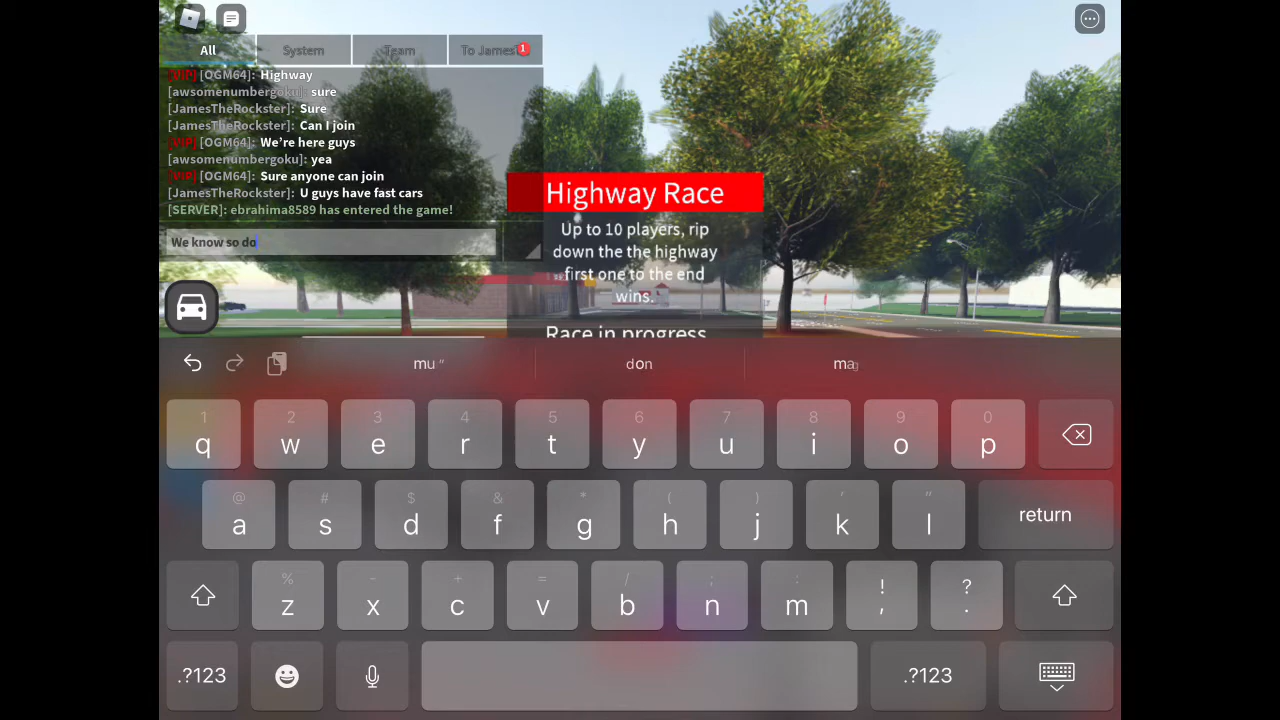 All
System
Team
To James
1
[VIP] [OGM64]: Highway
[awsomenumbergoku]: sure
[JamesTheRockster]: Sure
[JamesTheRockster]: Can I join
[VIP] [OGM64]: We're here guys
[awsomenumbergoku]: yea
[VIP] [OGM64]: Sure anyone can join
[JamesTheRockster]: U guys have fast cars
[SERVER]: ebrahima8589 has entered the game!
We know so do
Highway Race
Up to 10 players, rip
down the the highway
first one to the end
wins.
Race in progress
don
1 2 3 4 5 6 7 8 9 0
q w e r t y u i o p
@ # $ & * ( ) ' "
a s d f g h j k l return
% - + = / ; : ! ?
z x c v b n m , .
.?123 .?123